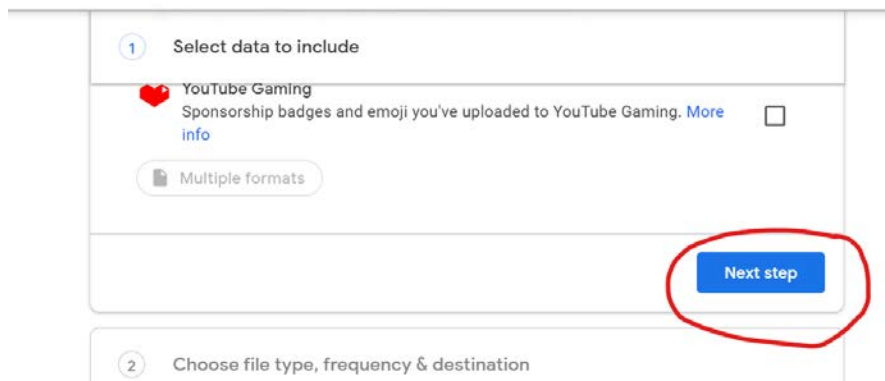 1 Select data to include
YouTube Gaming
Sponsorship badges and emoji you've uploaded to YouTube Gaming. More
info
Multiple formats
Next step
2 Choose file type, frequency & destination